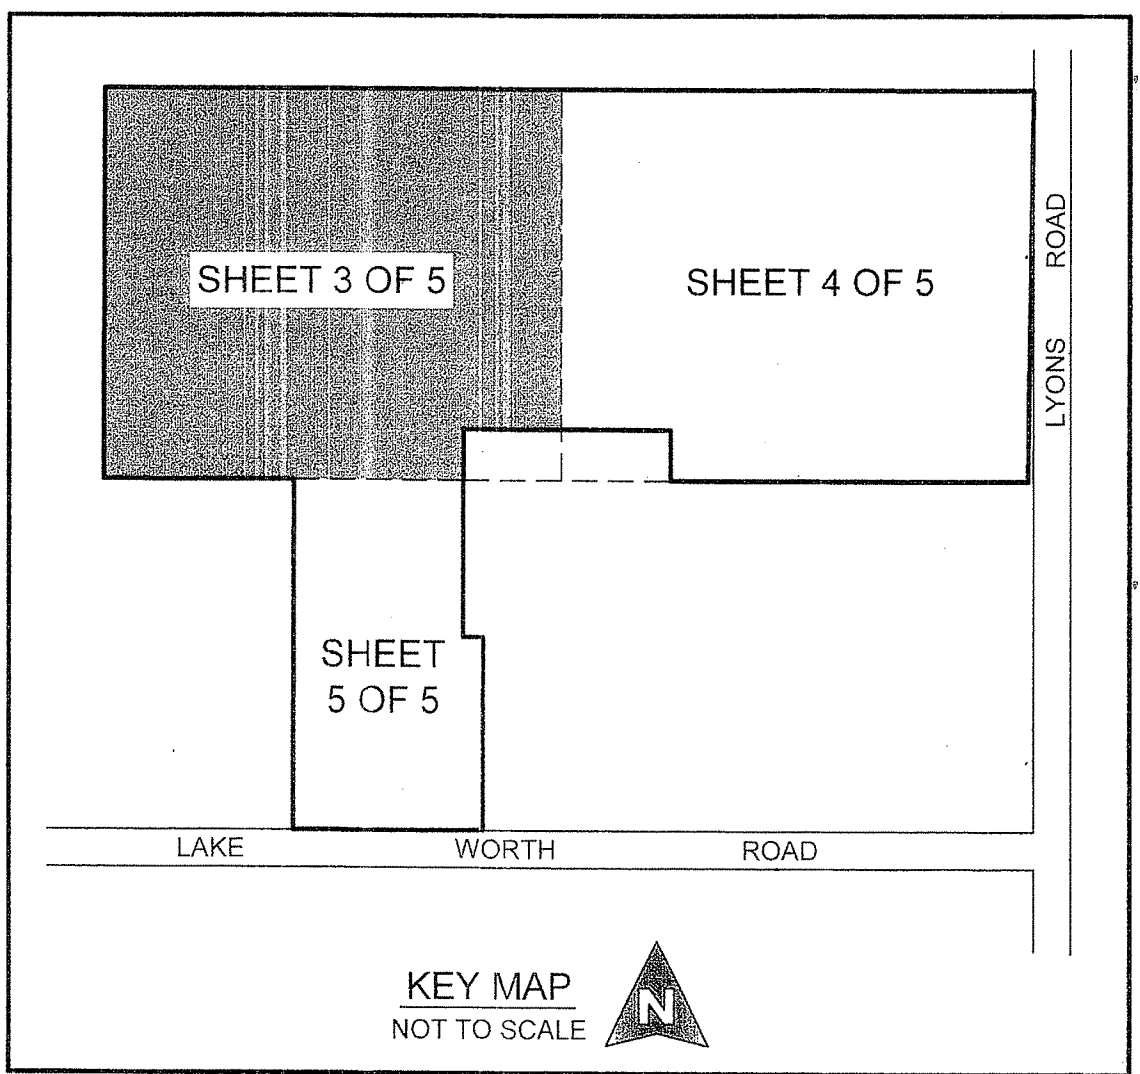 SHEET 3 OF 5
SHEET 4 OF 5
LYONS ROAD
SHEET
5 OF 5
LAKE WORTH ROAD
KEY MAP
NOT TO SCALE
N